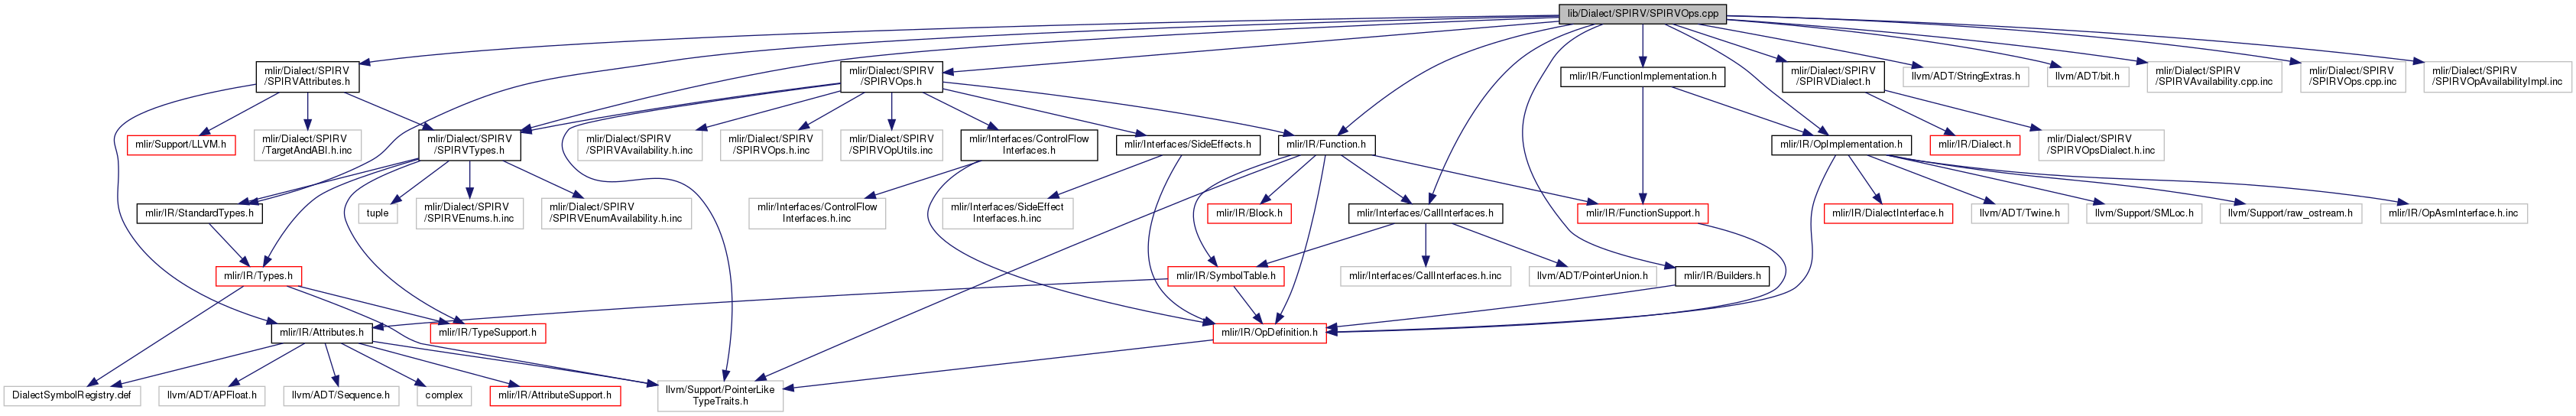 lib/Dialect/SPIRV/SPIRVOps.cpp
mlir/Dialect/SPIRV
/SPIRVAttributes.h
mlir/Dialect/SPIRV
/SPIRVOps.h
mlir/IR/FunctionImplementation.h
mlir/Dialect/SPIRV
/SPIRVDialect.h
llvm/ADT/StringExtras.h
llvm/ADT/bit.h
mlir/Dialect/SPIRV
/SPIRVAvailability.cpp.inc
mlir/Dialect/SPIRV
/SPIRVOps.cpp.inc
mlir/Dialect/SPIRV
/SPIRVOpAvailabilityImpl.inc
mlir/Support/LLVM.h
mlir/Dialect/SPIRV
/TargetAndABI.h.inc
mlir/Dialect/SPIRV
/SPIRVTypes.h
mlir/Dialect/SPIRV
/SPIRVAvailability.h.inc
mlir/Dialect/SPIRV
/SPIRVOps.h.inc
mlir/Dialect/SPIRV
/SPIRVOpUtils.inc
mlir/Interfaces/ControlFlow
Interfaces.h
mlir/Interfaces/SideEffects.h
mlir/IR/Function.h
mlir/IR/OpImplementation.h
mlir/IR/Dialect.h
mlir/Dialect/SPIRV
/SPIRVOpsDialect.h.inc
mlir/IR/StandardTypes.h
tuple
mlir/Dialect/SPIRV
/SPIRVEnums.h.inc
mlir/Dialect/SPIRV
/SPIRVEnumAvailability.h.inc
mlir/Interfaces/ControlFlow
Interfaces.h.inc
mlir/Interfaces/SideEffect
Interfaces.h.inc
mlir/IR/Block.h
mlir/Interfaces/CallInterfaces.h
mlir/IR/FunctionSupport.h
mlir/IR/DialectInterface.h
llvm/ADT/Twine.h
llvm/Support/SMLoc.h
llvm/Support/raw_ostream.h
mlir/IR/OpAsmInterface.h.inc
mlir/IR/Types.h
mlir/IR/SymbolTable.h
mlir/Interfaces/CallInterfaces.h.inc
llvm/ADT/PointerUnion.h
mlir/IR/Builders.h
mlir/IR/Attributes.h
mlir/IR/TypeSupport.h
mlir/IR/OpDefinition.h
DialectSymbolRegistry.def
llvm/ADT/APFloat.h
llvm/ADT/Sequence.h
complex
mlir/IR/AttributeSupport.h
llvm/Support/PointerLike
TypeTraits.h